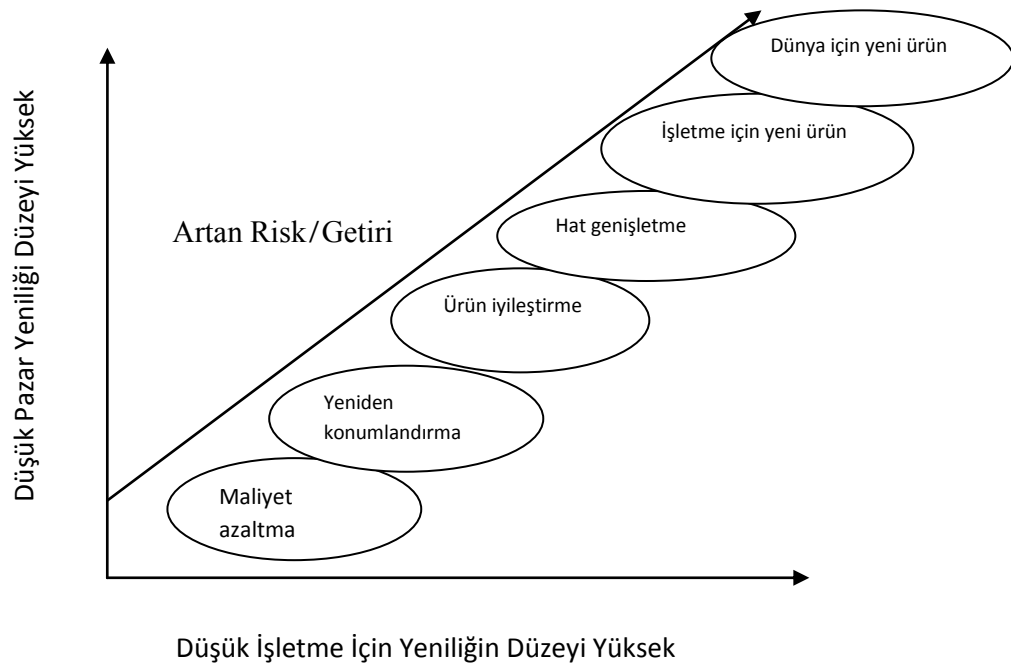 Dünya için yeni ürün
İşletme için yeni ürün
Hat genişletme
Artan Risk/Getiri
Ürün iyileştirme
Yeniden
konumlandırma
Maliyet
azaltma
Düşük Pazar Yeniliği Düzeyi Yüksek
Düşük İşletme İçin Yeniliğin Düzeyi Yüksek